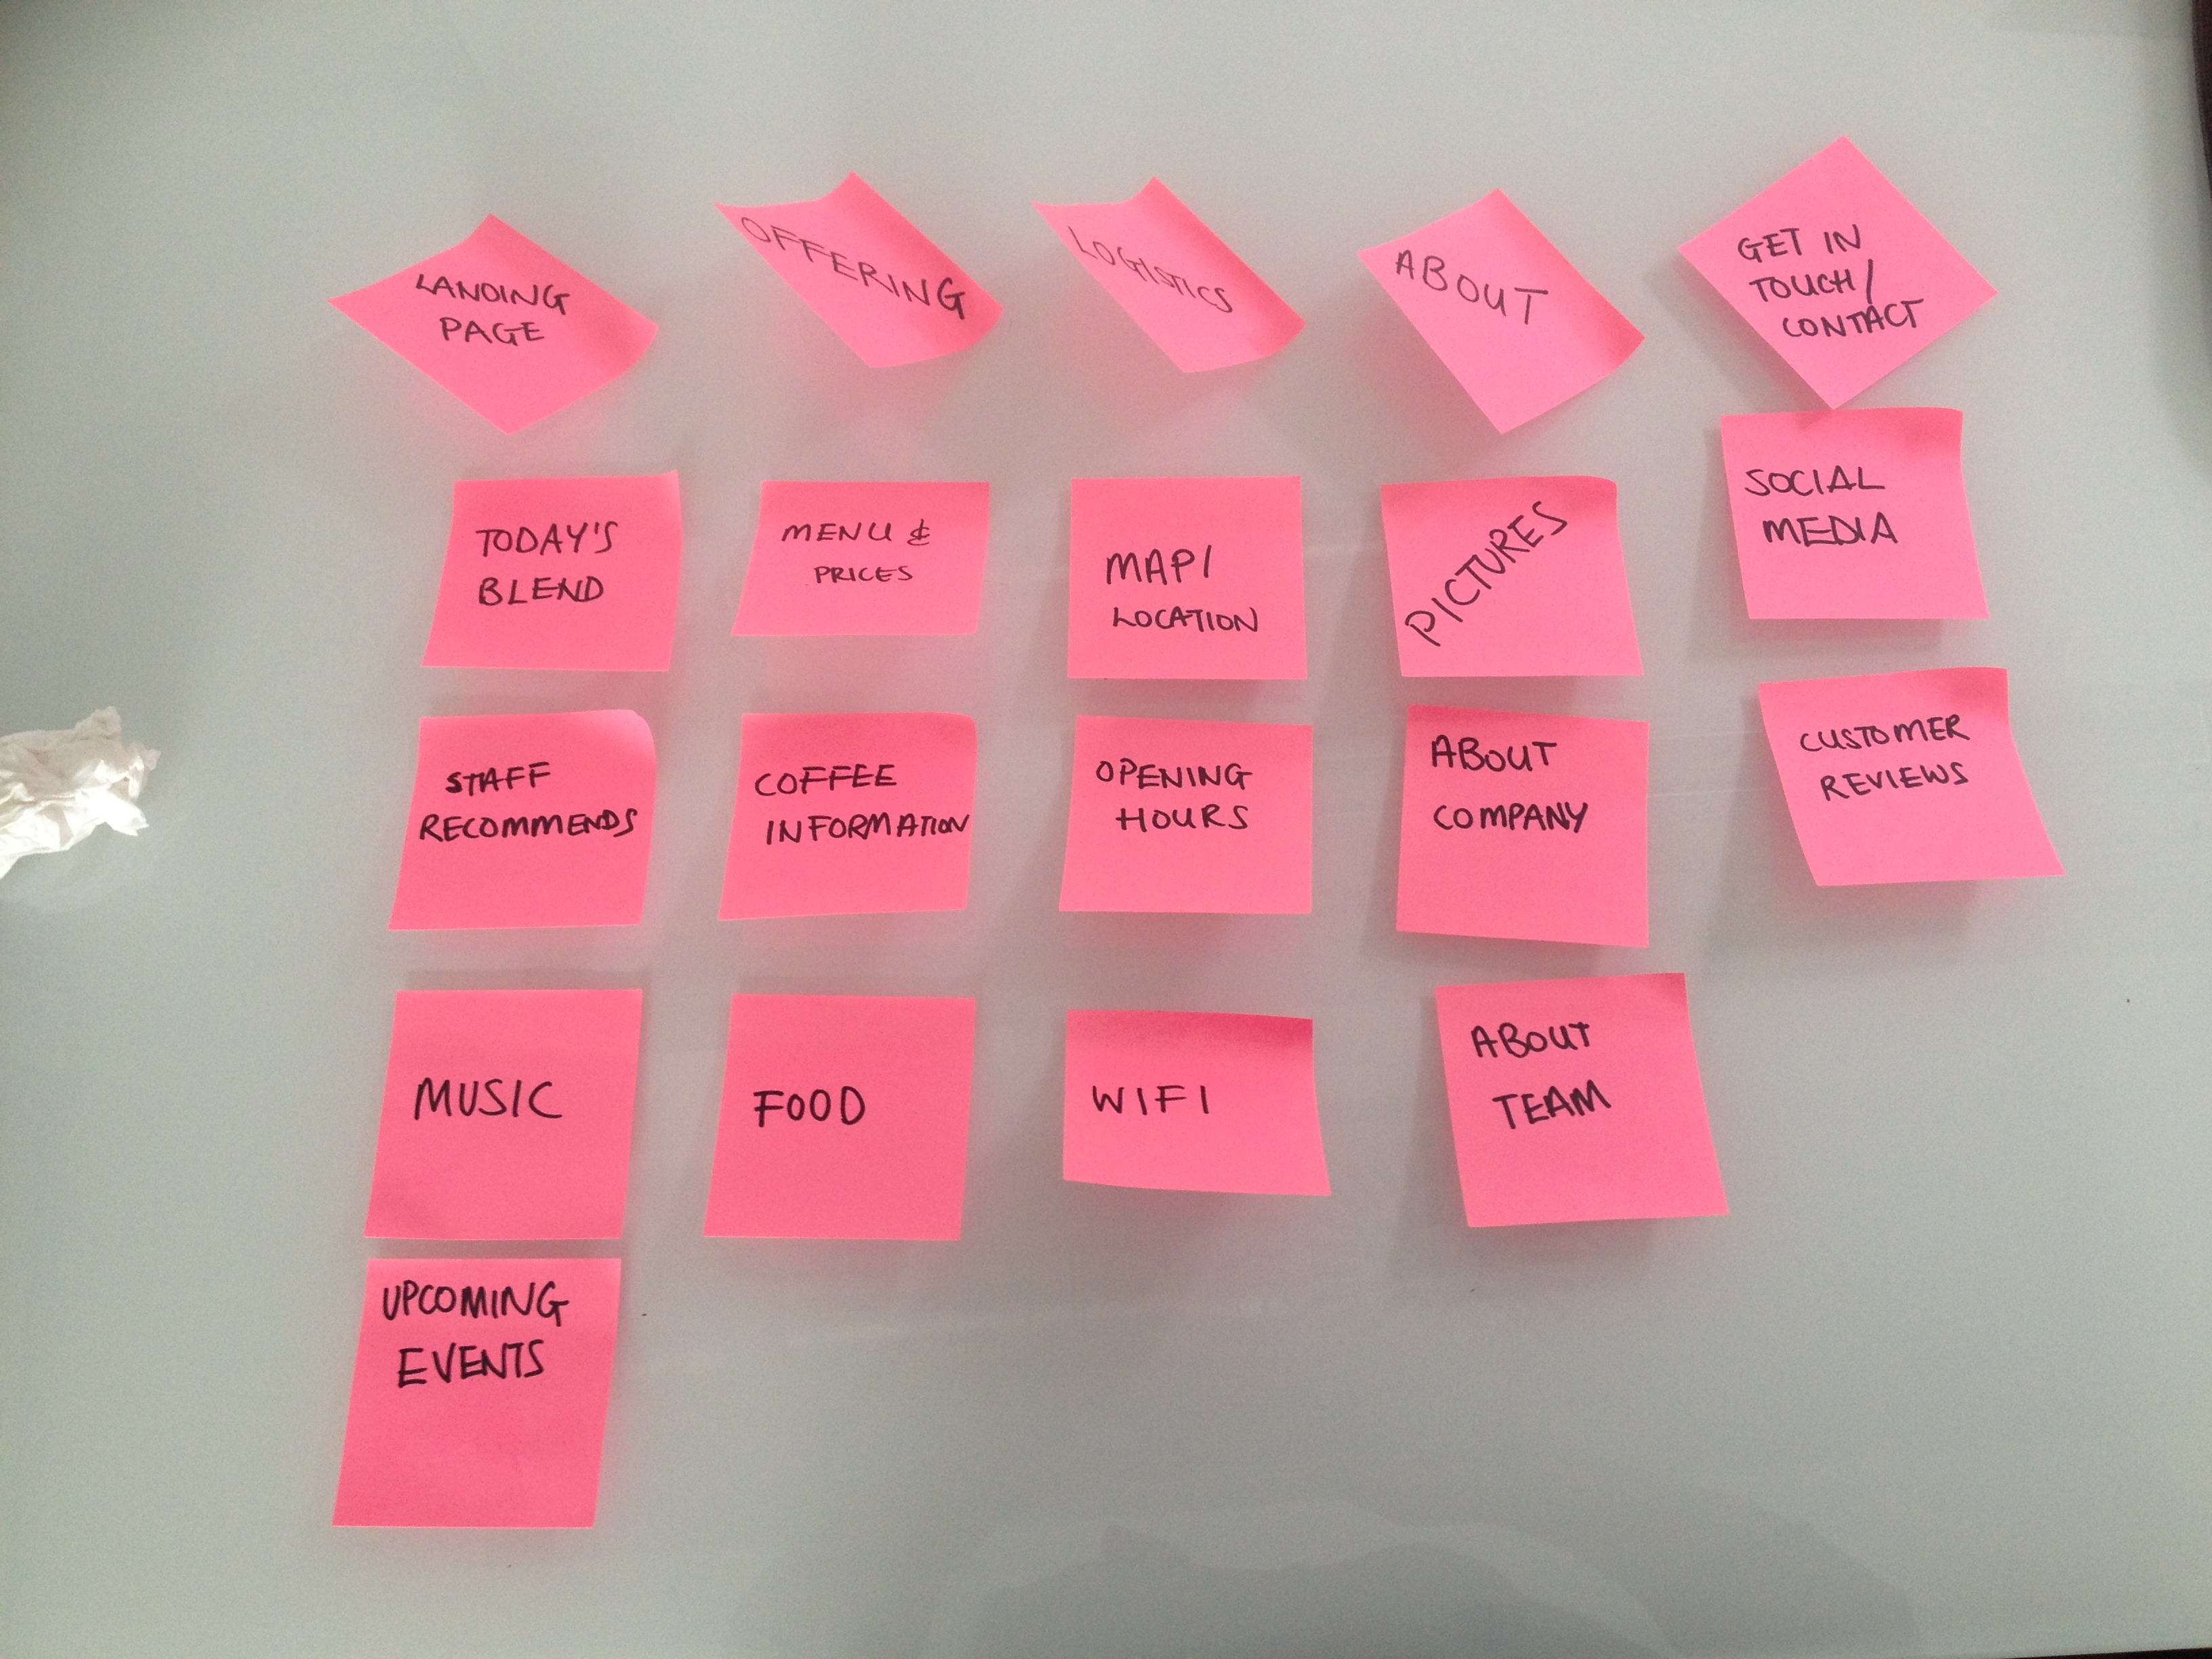 LANDING
PAGE
OFFERING
LOGISTICS
ABOUT
GET IN
TOUCH/
CONTACT
TODAY'S
BLEND
MENU &
PRICES
MAP/
LOCATION
PICTURES
SOCIAL
MEDIA
STAFF
RECOMMENDS
COFFEE
INFORMATION
OPENING
HOURS
ABOUT
COMPANY
CUSTOMER
REVIEWS
MUSIC
FOOD
WIFI
ABOUT
TEAM
UPCOMING
EVENTS